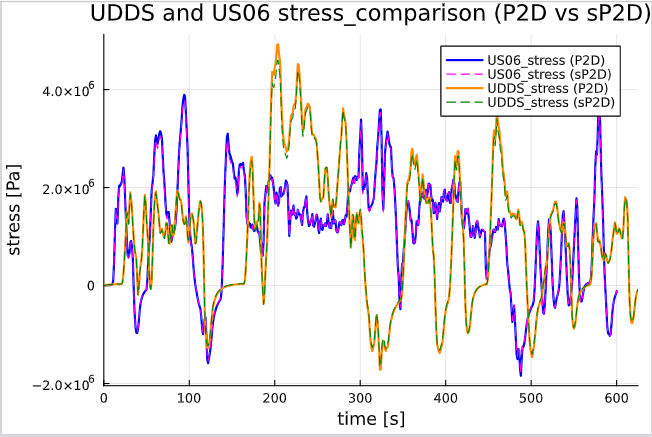 UDDS and US06 stress_comparison (P2D vs sP2D)
US06_stress (P2D)
US06_stress (sP2D)
UDDS_stress (P2D)
UDDS_stress (sP2D)
4.0×10⁶
2.0×10⁶
0
−2.0×10⁶
stress [Pa]
0 100 200 300 400 500 600
time [s]